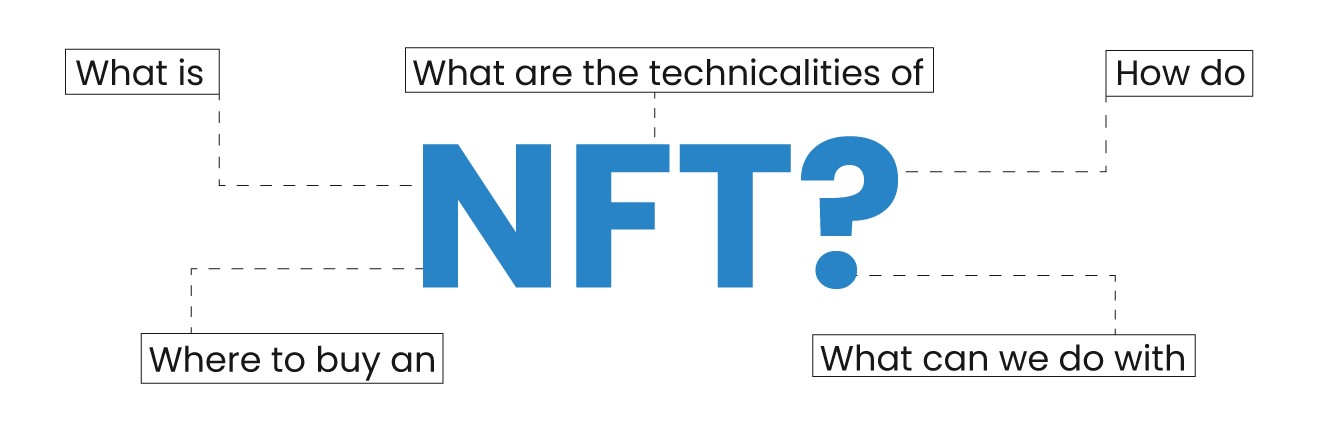 What is
What are the technicalities of
How do
NFT?
Where to buy an
What can we do with